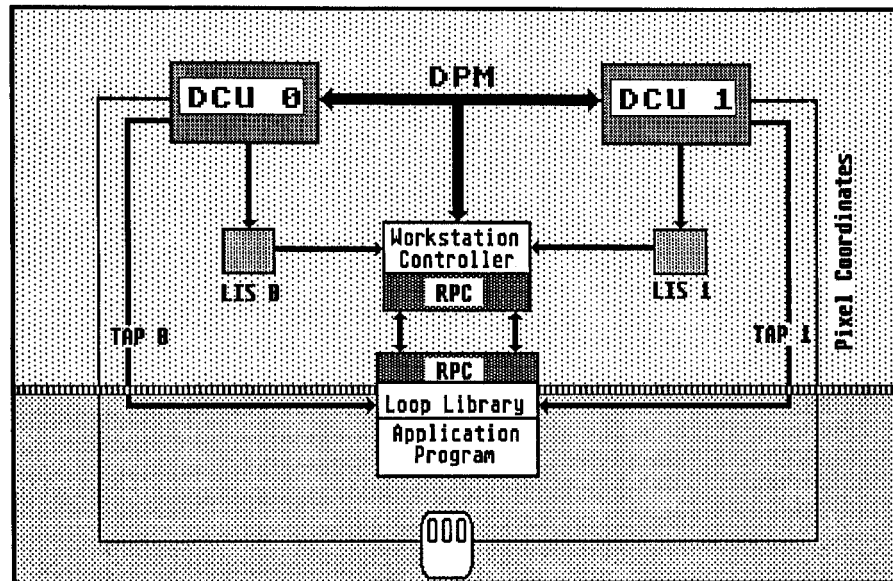 DPM
DCU 0
DCU 1
Workstation
Controller
RPC
LIS 0
LIS 1
Pixel Coordinates
TAP 0
TAP 1
RPC
Loop Library
Application
Program